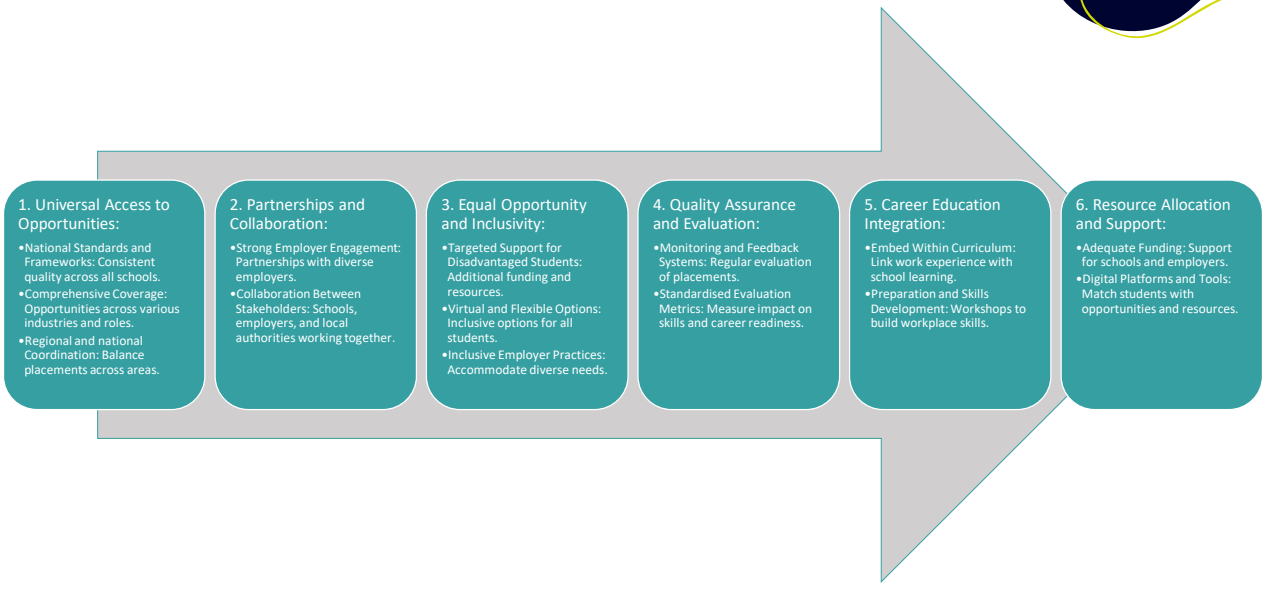 1. Universal Access to
Opportunities:
•National Standards and
Frameworks: Consistent
quality across all schools.
•Comprehensive Coverage:
Opportunities across various
industries and roles.
•Regional and national
Coordination: Balance
placements across areas.
2. Partnerships and
Collaboration:
•Strong Employer Engagement:
Partnerships with diverse
employers.
•Collaboration Between
Stakeholders: Schools,
employers, and local
authorities working together.
3. Equal Opportunity
and Inclusivity:
•Targeted Support for
Disadvantaged Students:
Additional funding and
resources.
•Virtual and Flexible Options:
Inclusive options for all
students.
•Inclusive Employer Practices:
Accommodate diverse needs.
4. Quality Assurance
and Evaluation:
•Monitoring and Feedback
Systems: Regular evaluation
of placements.
•Standardised Evaluation
Metrics: Measure impact on
skills and career readiness.
5. Career Education
Integration:
•Embed Within Curriculum:
Link work experience with
school learning.
•Preparation and Skills
Development: Workshops to
build workplace skills.
6. Resource Allocation
and Support:
•Adequate Funding: Support
for schools and employers.
•Digital Platforms and Tools:
Match students with
opportunities and resources.